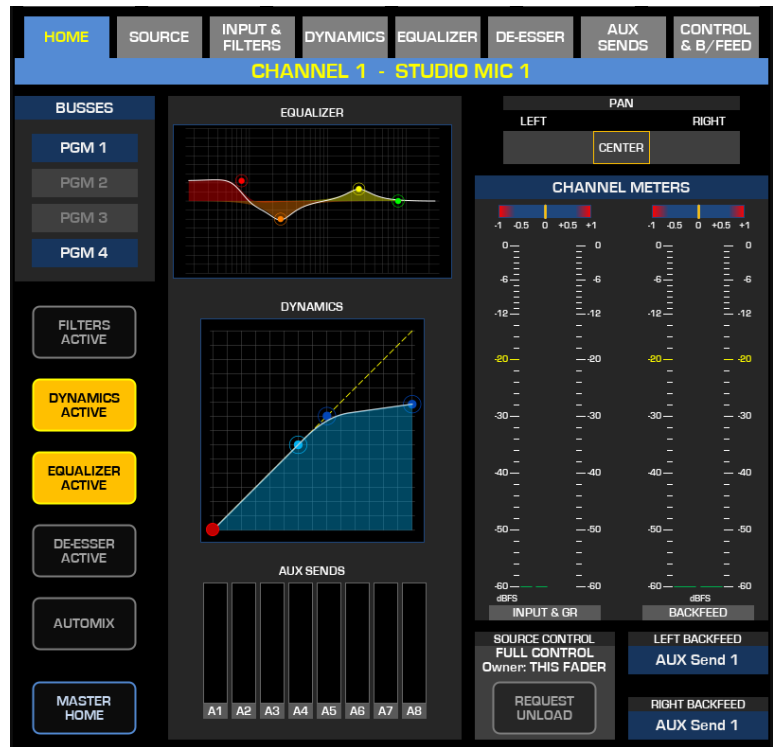 HOME
SOURCE
INPUT &
FILTERS
DYNAMICS
EQUALIZER
DE-ESSER
AUX
SENDS
CONTROL
& B/FEED
CHANNEL 1 - STUDIO MIC 1
BUSSES
PGM 1
PGM 2
PGM 3
PGM 4
FILTERS
ACTIVE
DYNAMICS
ACTIVE
EQUALIZER
ACTIVE
DE-ESSER
ACTIVE
AUTOMIX
MASTER
HOME
EQUALIZER
DYNAMICS
AUX SENDS
A1 A2 A3 A4 A5 A6 A7 A8
PAN
LEFT RIGHT
CENTER
CHANNEL METERS
-1 -0.5 0 +0.5 +1 -1 -0.5 0 +0.5 +1
0 0 0 0
-6 -6 -6 -6
-12 -12 -12 -12
-20 -20 -20 -20
-30 -30 -30 -30
-40 -40 -40 -40
-50 -50 -50 -50
-60 -60 -60 -60
dBFS dBFS
INPUT & GR BACKFEED
SOURCE CONTROL
FULL CONTROL
Owner: THIS FADER
REQUEST
UNLOAD
LEFT BACKFEED
AUX Send 1
RIGHT BACKFEED
AUX Send 1